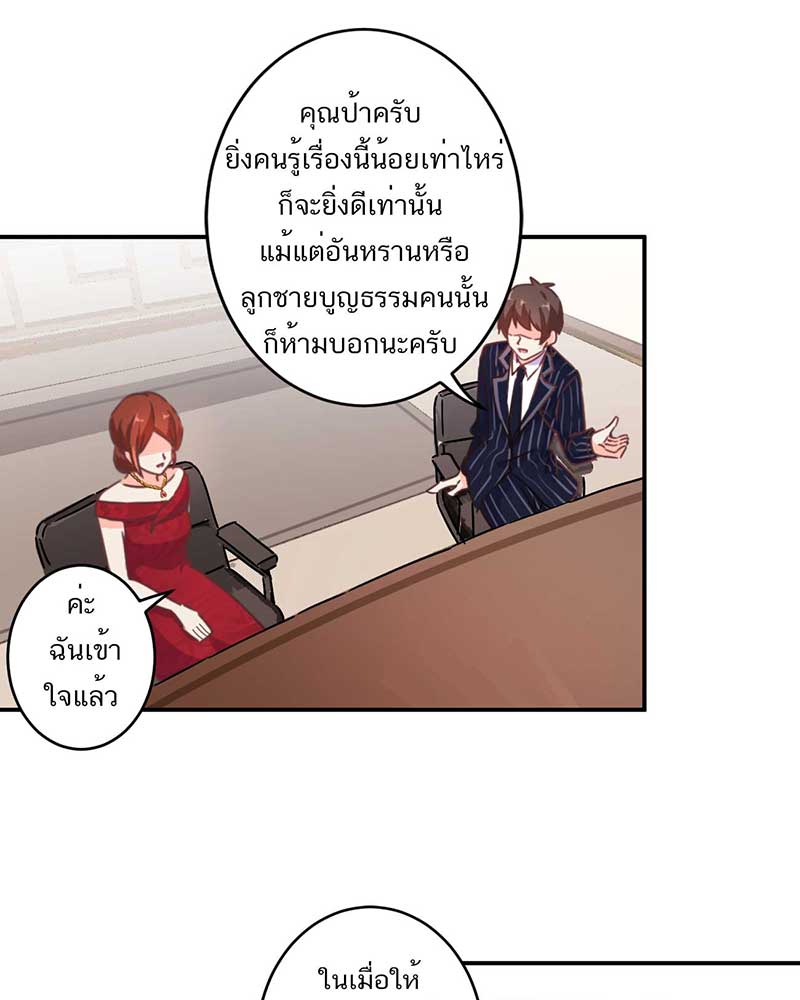 คุณป้าครับ
ยิ่งคนรู้เรื่องนี้น้อยเท่าไหร่
ก็จะยิ่งดีเท่านั้น
แม้แต่อันหรานหรือ
ลูกชายบูญธรรมคนนั้น
ก็ห้ามบอกนะครับ
ค่ะ
ฉันเข้า
ใจแล้ว
ในเมื่อให้